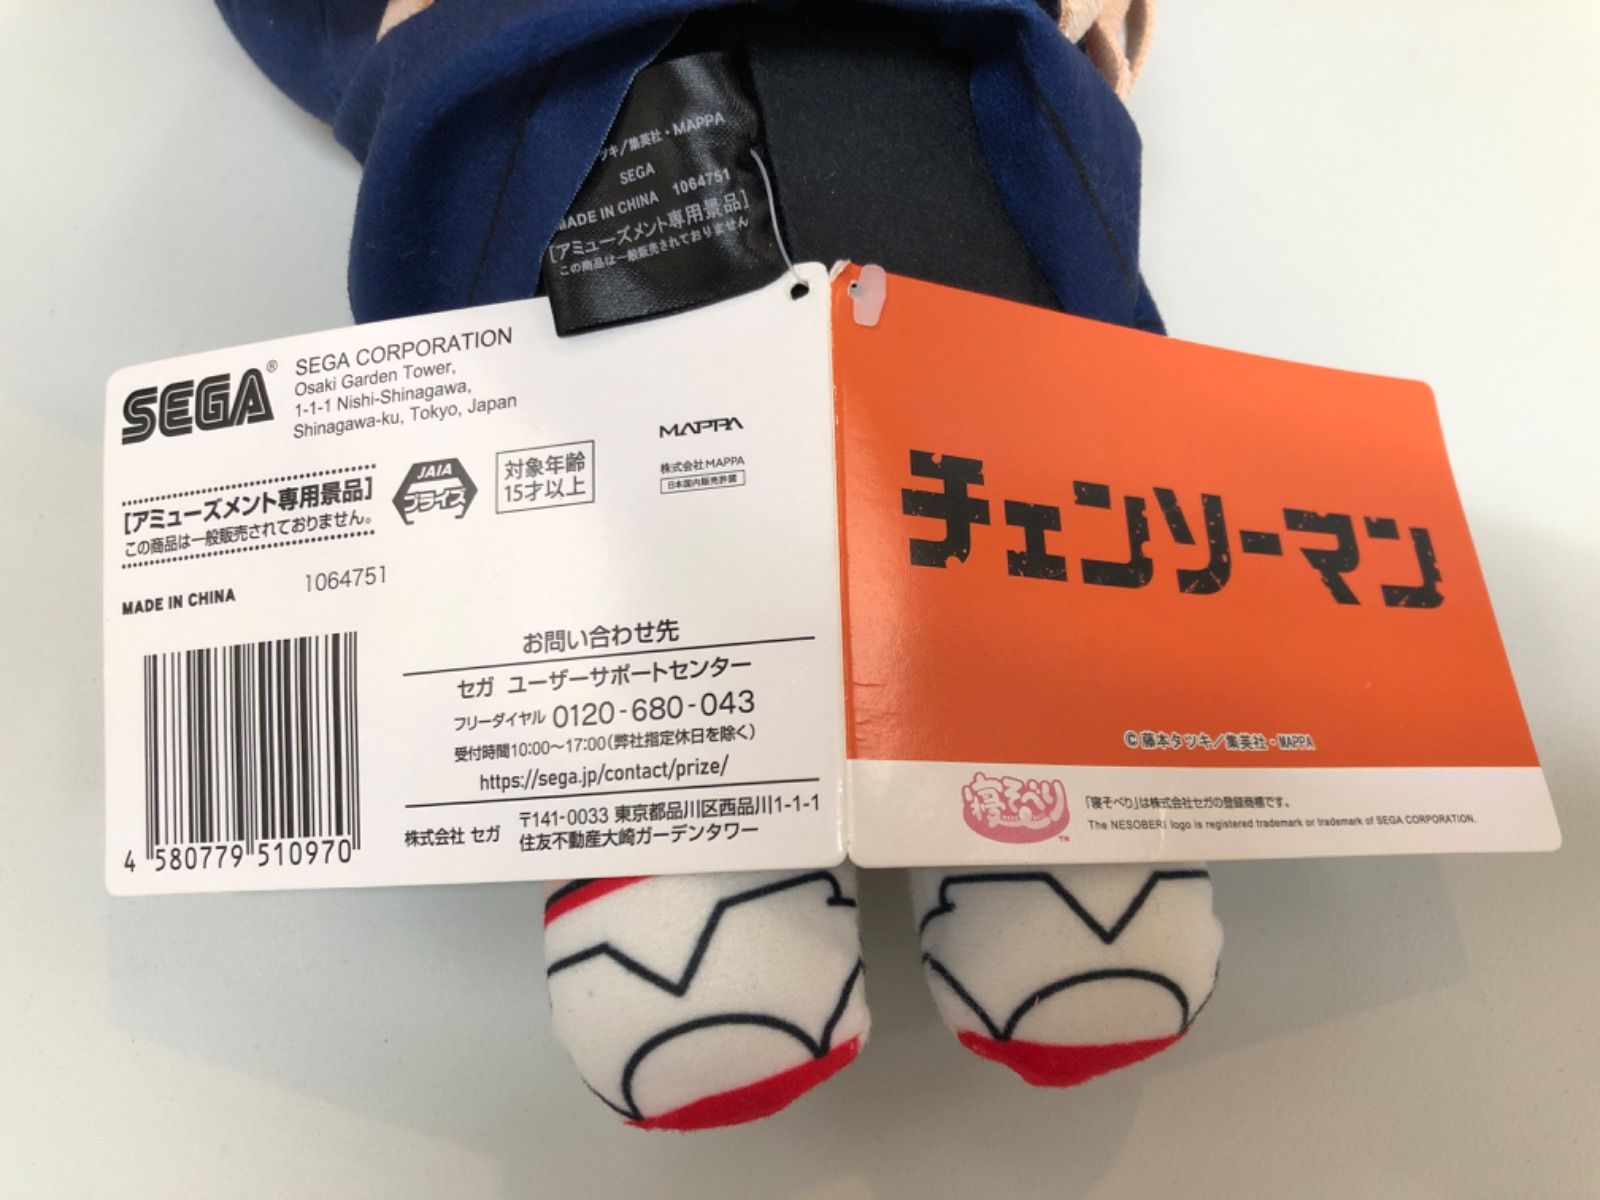 ツキ／集英社・MAPPA
SEGA
MADE IN CHINA 1064751
[アミューズメント専用景品]
この商品は一般販売されておりません
SEGA®
SEGA CORPORATION
Osaki Garden Tower,
1-1-1 Nishi-Shinagawa,
Shinagawa-ku, Tokyo, Japan
[アミューズメント専用景品]
この商品は一般販売されておりません。
JAIA
プライズ
対象年齢
15才以上
MAPPA
株式会社MAPPA
日本国内販売許諾
MADE IN CHINA
1064751
4 580779 510970
お問い合わせ先
セガ ユーザーサポートセンター
フリーダイヤル 0120-680-043
受付時間10:00～17:00（弊社指定休日を除く）
https://sega.jp/contact/prize/
株式会社 セガ
〒141-0033 東京都品川区西品川1-1-1
住友不動産大崎ガーデンタワー
チェンソーマン
©藤本タツキ／集英社・MAPPA
寝そべり™
「寝そべり」は株式会社セガの登録商標です。
The NESOBERI logo is registered trademark or trademark of SEGA CORPORATION.